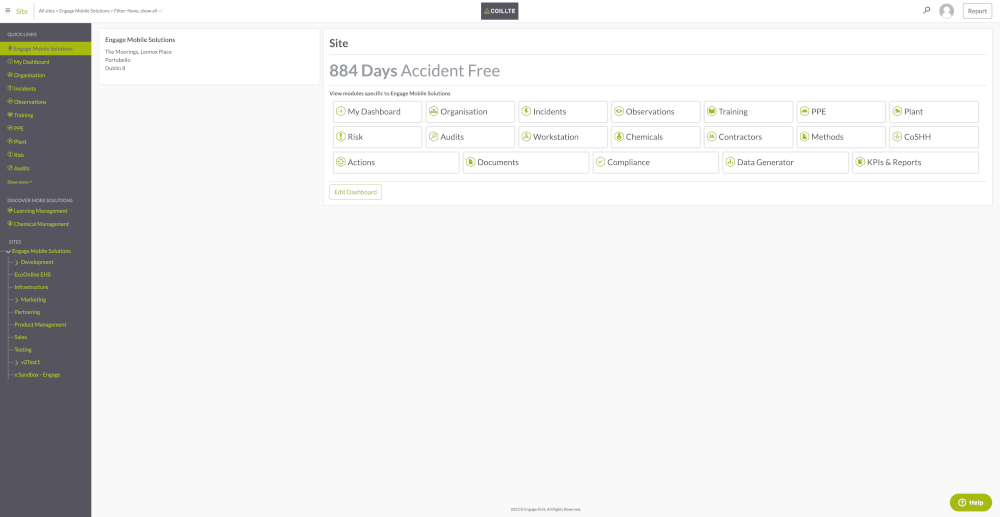 Site
All sites > Engage Mobile Solutions > Filter: None, show all
COILLTE
Report
QUICK LINKS
Engage Mobile Solutions
My Dashboard
Organisation
Incidents
Observations
Training
PPE
Plant
Risk
Audits
Show more
DISCOVER MORE SOLUTIONS
Learning Management
Chemical Management
SITES
Engage Mobile Solutions
Development
EcoOnline EHS
Infrastructure
Marketing
Partnering
Product Management
Sales
Testing
v2Test1
x Sandbox - Engage
Engage Mobile Solutions
The Moorings, Lennox Place
Portobello
Dublin 8
Site
884 Days Accident Free
View modules specific to Engage Mobile Solutions
My Dashboard Organisation Incidents Observations Training PPE Plant
Risk Audits Workstation Chemicals Contractors Methods CoSHH
Actions Documents Compliance Data Generator KPIs & Reports
Edit Dashboard
2023 © Engage EHS. All Rights Reserved.
Help